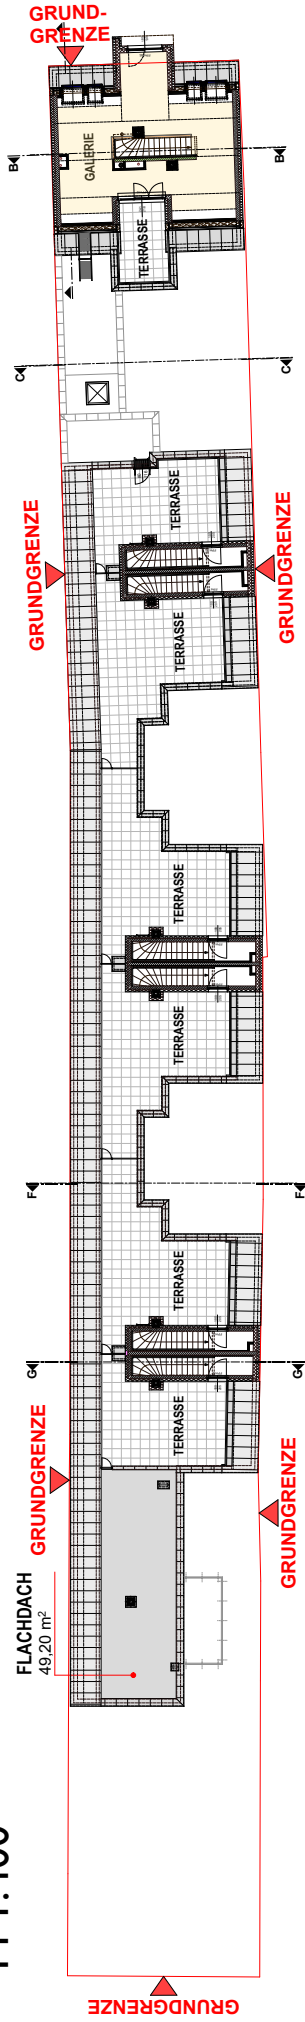 GRUND-
GRENZE
B
B
GALERIE
TERRASSE
C
C
GRUNDGRENZE
GRUNDGRENZE
TERRASSE
TERRASSE
TERRASSE
TERRASSE
F
F
TERRASSE
G
G
TERRASSE
GRUNDGRENZE
GRUNDGRENZE
FLACHDACH
49,20 m²
GRUNDGRENZE